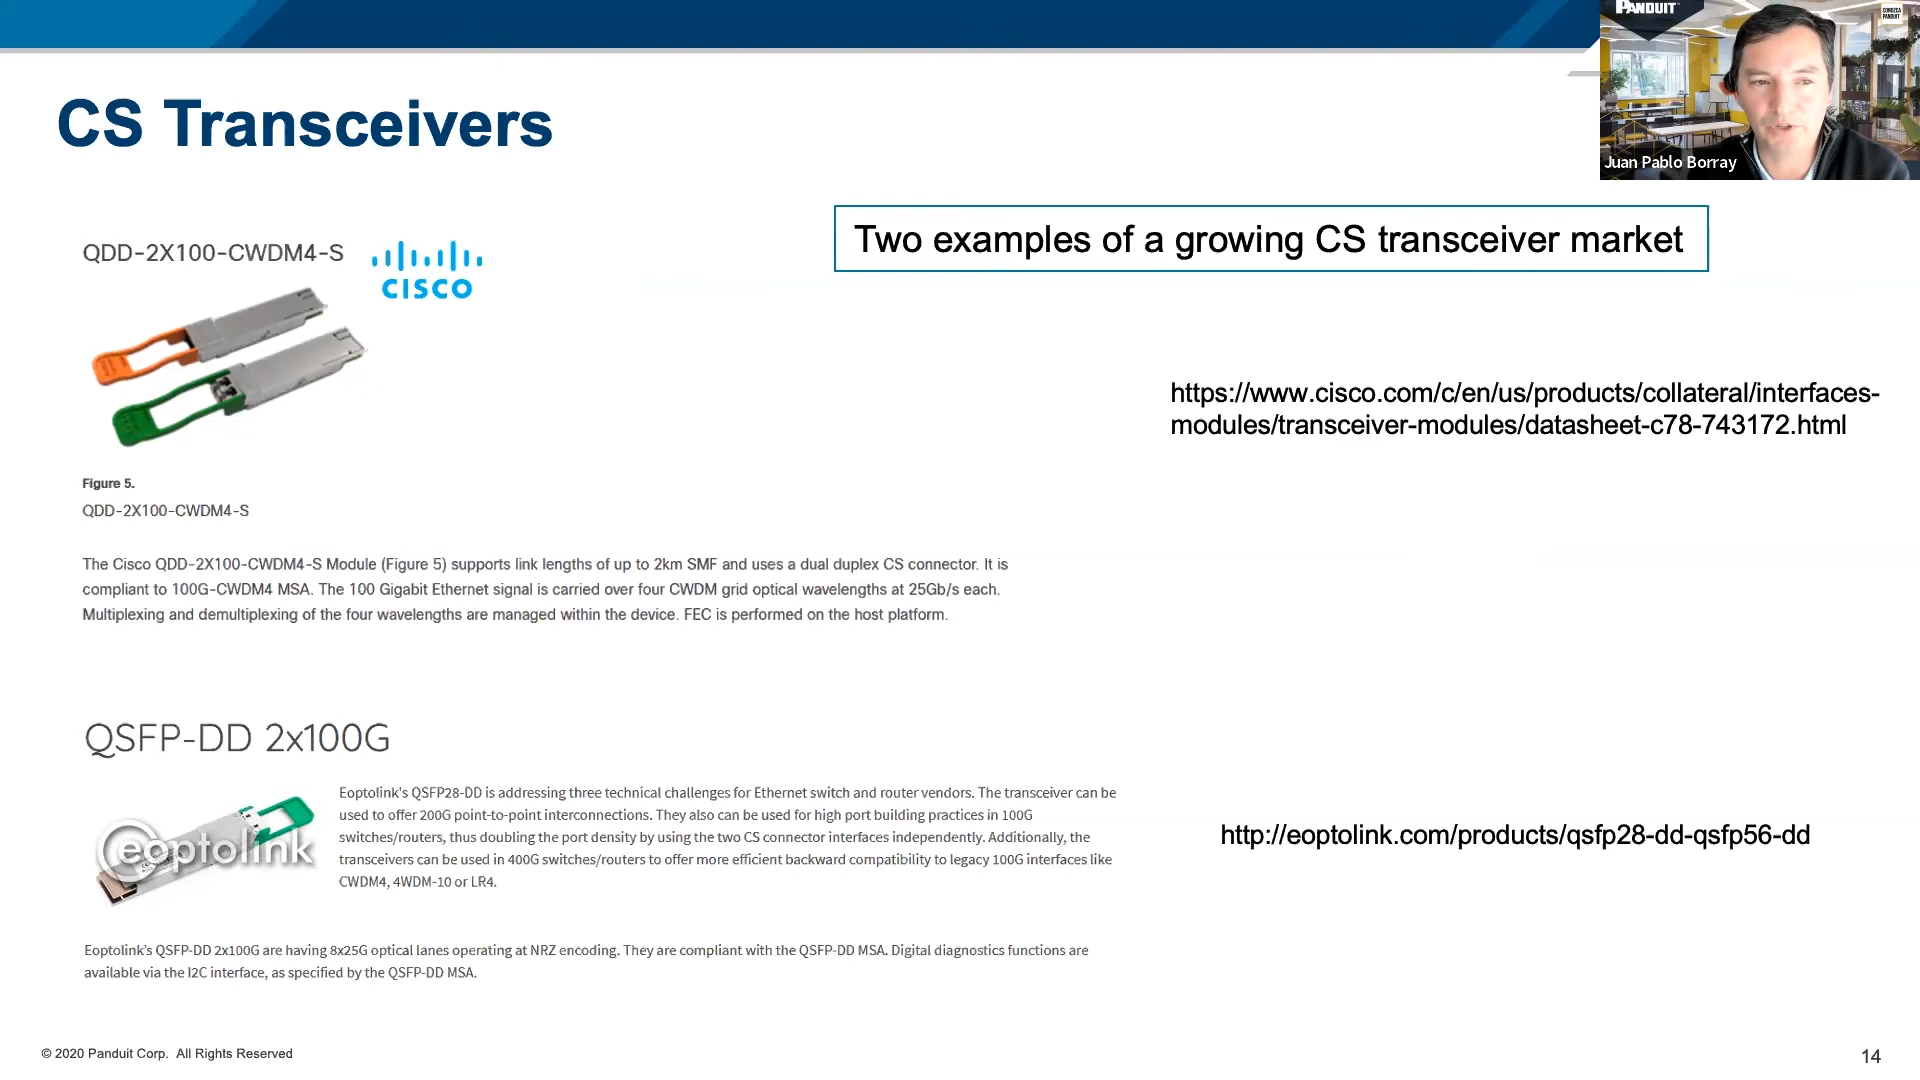 PANDUIT
CONOZCA
PANDUIT
Juan Pablo Borray
CS Transceivers
Two examples of a growing CS transceiver market
QDD-2X100-CWDM4-S
CISCO
https://www.cisco.com/c/en/us/products/collateral/interfaces-
modules/transceiver-modules/datasheet-c78-743172.html
Figure 5.
QDD-2X100-CWDM4-S
The Cisco QDD-2X100-CWDM4-S Module (Figure 5) supports link lengths of up to 2km SMF and uses a dual duplex CS connector. It is
compliant to 100G-CWDM4 MSA. The 100 Gigabit Ethernet signal is carried over four CWDM grid optical wavelengths at 25Gb/s each.
Multiplexing and demultiplexing of the four wavelengths are managed within the device. FEC is performed on the host platform.
QSFP-DD 2x100G
eoptolink
Eoptolink's QSFP28-DD is addressing three technical challenges for Ethernet switch and router vendors. The transceiver can be
used to offer 200G point-to-point interconnections. They also can be used for high port building practices in 100G
switches/routers, thus doubling the port density by using the two CS connector interfaces independently. Additionally, the
transceivers can be used in 400G switches/routers to offer more efficient backward compatibility to legacy 100G interfaces like
CWDM4, 4WDM-10 or LR4.
http://eoptolink.com/products/qsfp28-dd-qsfp56-dd
Eoptolink's QSFP-DD 2x100G are having 8x25G optical lanes operating at NRZ encoding. They are compliant with the QSFP-DD MSA. Digital diagnostics functions are
available via the I2C interface, as specified by the QSFP-DD MSA.
© 2020 Panduit Corp. All Rights Reserved
14